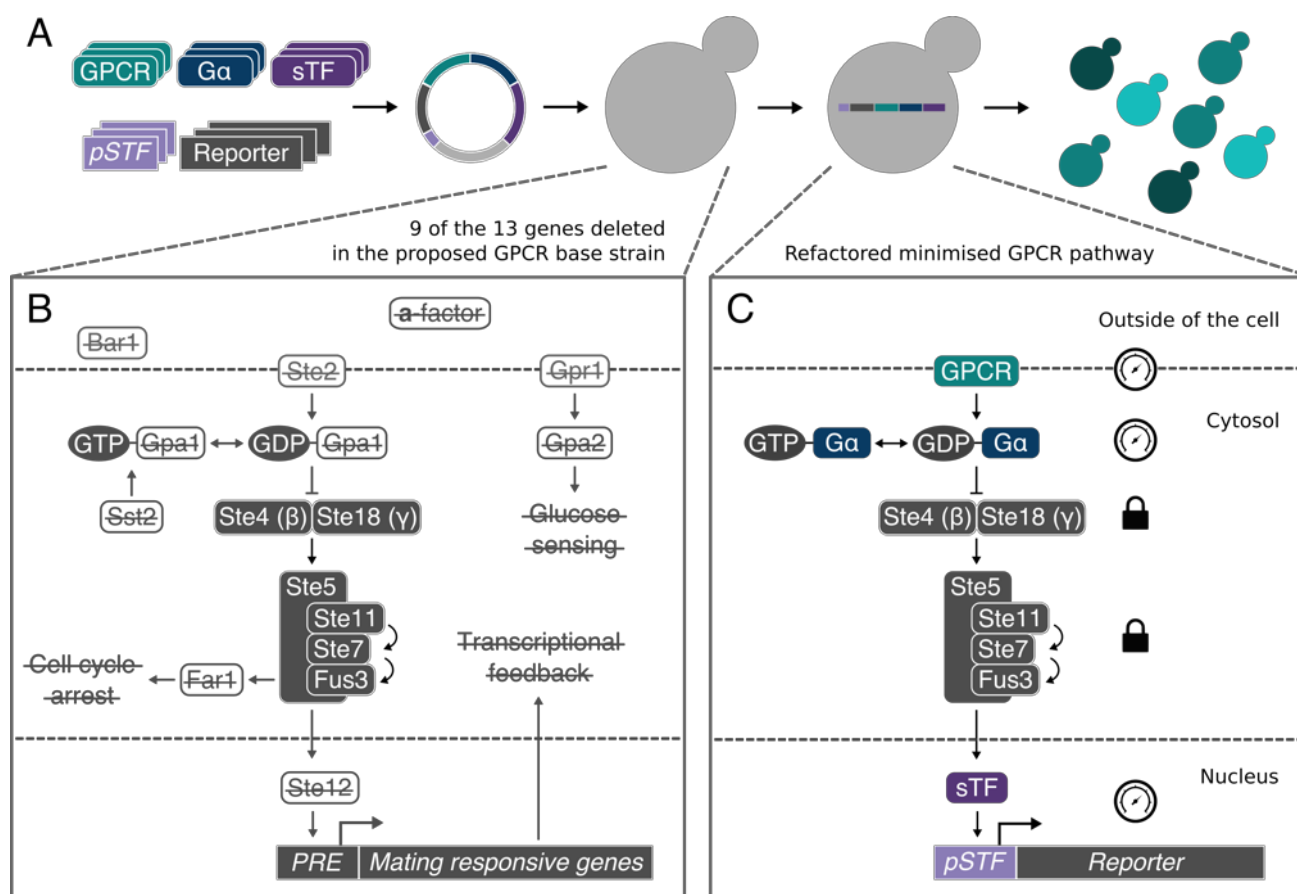 A
GPCR
Gα
sTF
pSTF
Reporter
9 of the 13 genes deleted
in the proposed GPCR base strain
Refactored minimised GPCR pathway
B
a-factor
Bar1
Ste2
Gpr1
GTP
Gpa1
GDP
Gpa1
Gpa2
Sst2
Ste4 (β)
Ste18 (γ)
Glucose
sensing
Ste5
Ste11
Ste7
Fus3
Transcriptional
feedback
Cell cycle
arrest
Far1
Ste12
PRE
Mating responsive genes
C
Outside of the cell
GPCR
Cytosol
GTP
Gα
GDP
Gα
Ste4 (β)
Ste18 (γ)
Ste5
Ste11
Ste7
Fus3
Nucleus
sTF
pSTF
Reporter